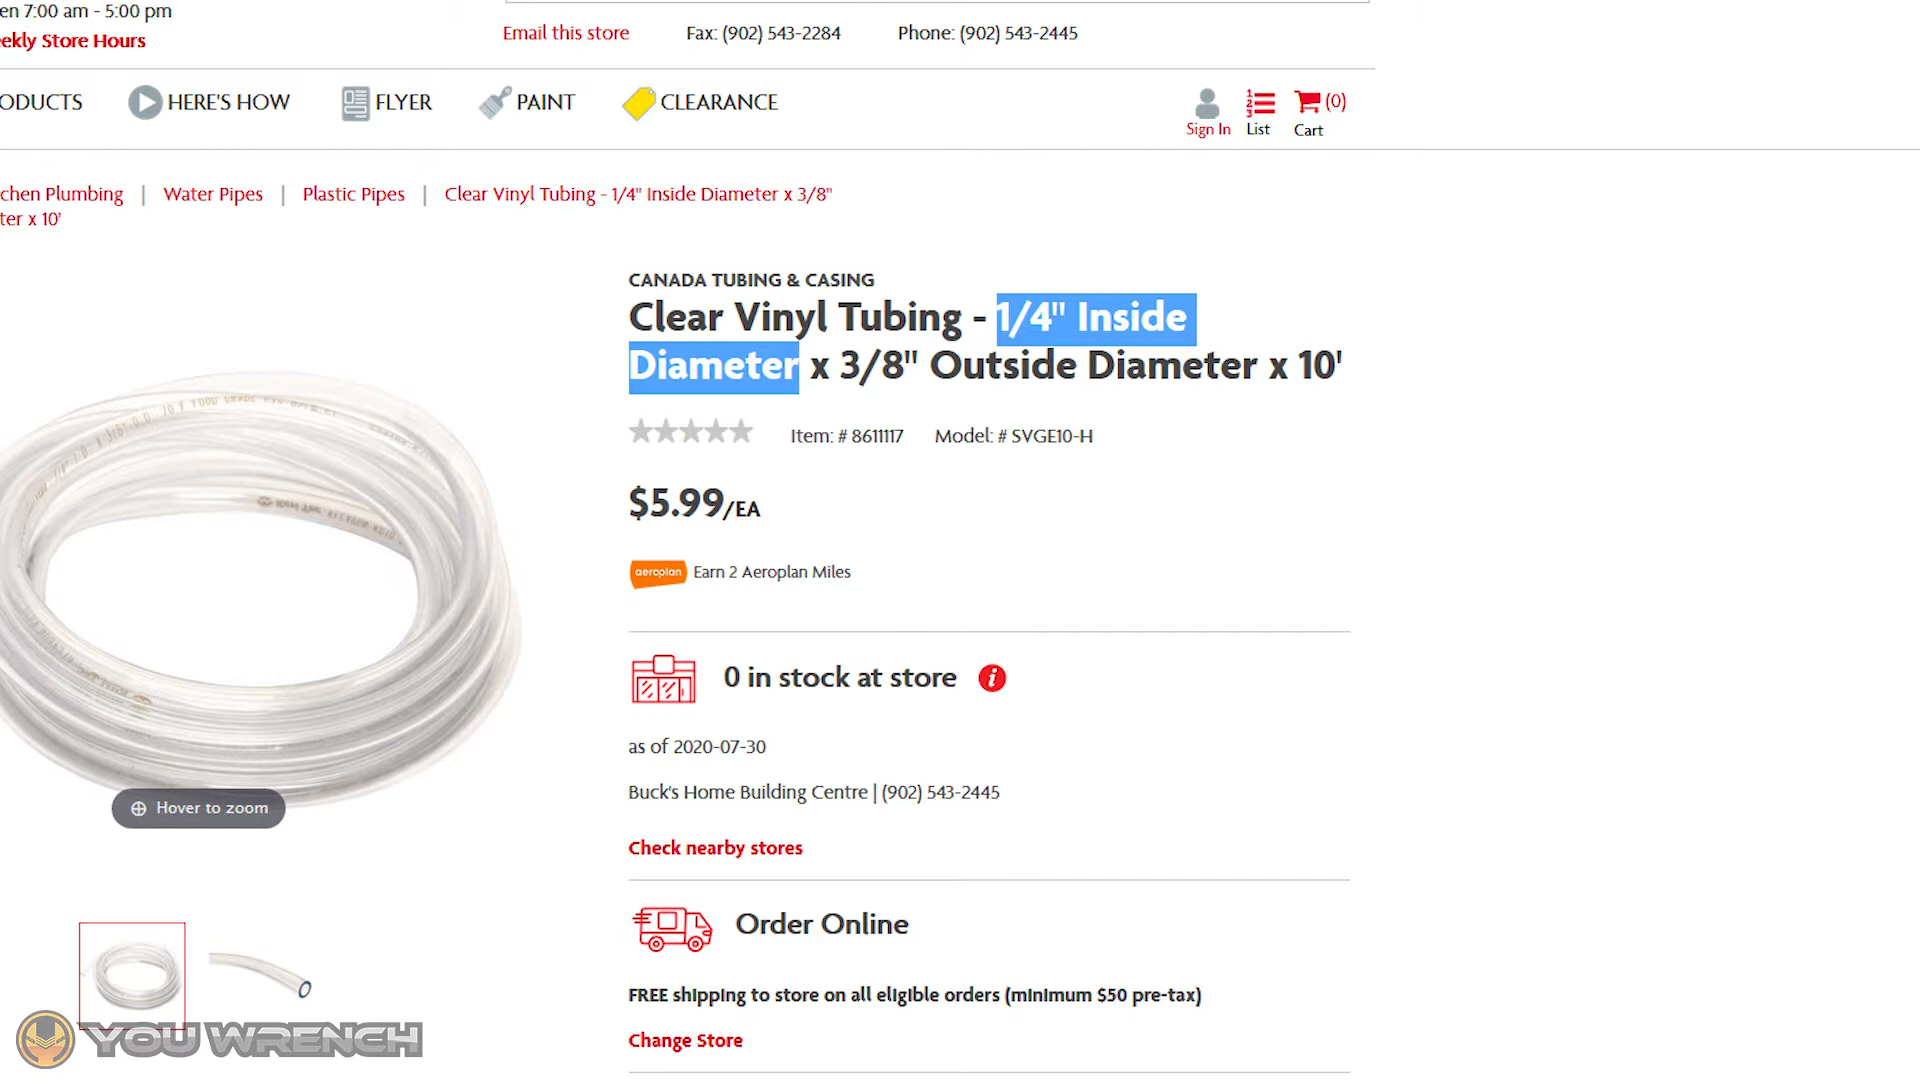 en 7:00 am - 5:00 pm
ekly Store Hours
Email this store Fax: (902) 543-2284 Phone: (902) 543-2445
ODUCTS HERE'S HOW FLYER PAINT CLEARANCE
(0)
Sign In List Cart
chen Plumbing | Water Pipes | Plastic Pipes | Clear Vinyl Tubing - 1/4" Inside Diameter x 3/8"
ter x 10'
CANADA TUBING & CASING
Clear Vinyl Tubing - 1/4" Inside
Diameter x 3/8" Outside Diameter x 10'
Item: # 8611117 Model: # SVGE10-H
$5.99/EA
aeroplan Earn 2 Aeroplan Miles
0 in stock at store
as of 2020-07-30
Buck's Home Building Centre | (902) 543-2445
Check nearby stores
Order Online
FREE shipping to store on all eligible orders (minimum $50 pre-tax)
Change Store
Hover to zoom
YOU WRENCH